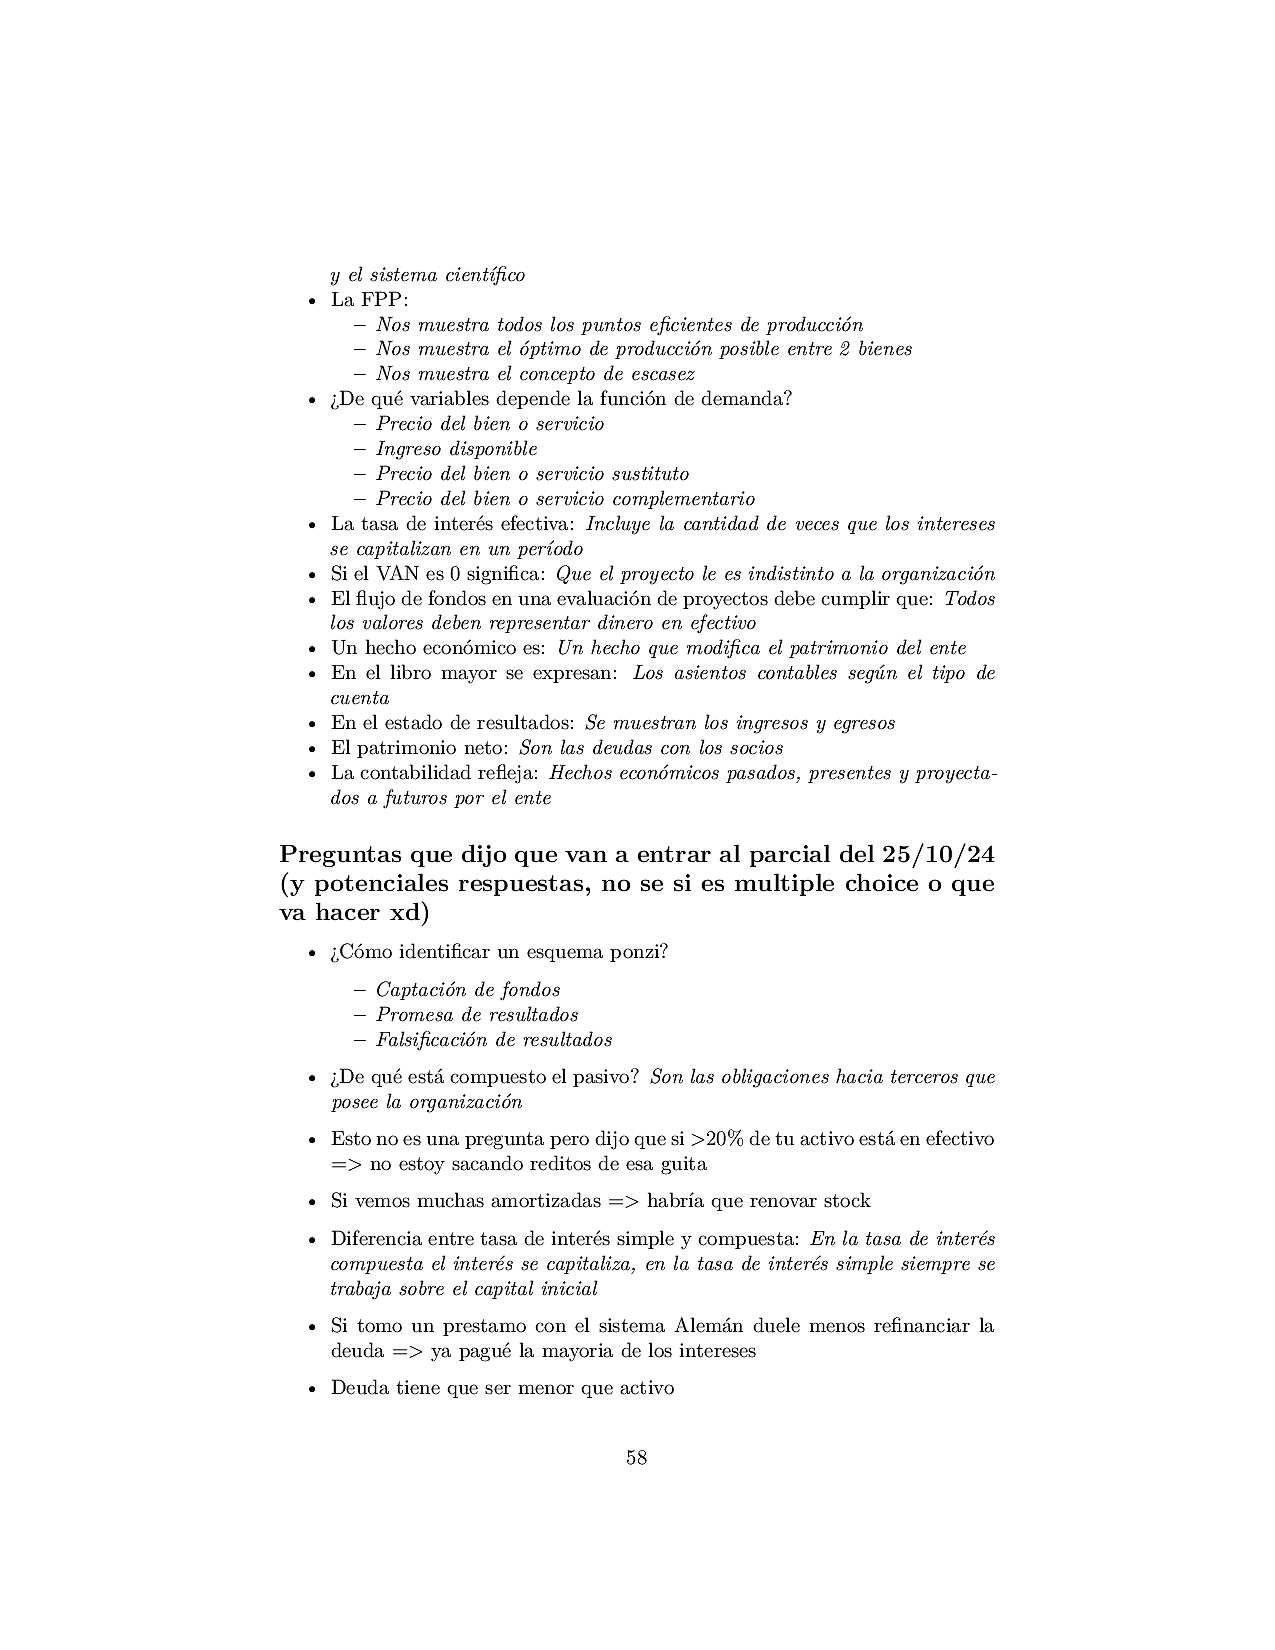 y el sistema científico
• La FPP:
– Nos muestra todos los puntos eficientes de producción
– Nos muestra el óptimo de producción posible entre 2 bienes
– Nos muestra el concepto de escasez
• ¿De qué variables depende la función de demanda?
– Precio del bien o servicio
– Ingreso disponible
– Precio del bien o servicio sustituto
– Precio del bien o servicio complementario
• La tasa de interés efectiva: Incluye la cantidad de veces que los intereses
se capitalizan en un período
• Si el VAN es 0 significa: Que el proyecto le es indistinto a la organización
• El flujo de fondos en una evaluación de proyectos debe cumplir que: Todos
los valores deben representar dinero en efectivo
• Un hecho económico es: Un hecho que modifica el patrimonio del ente
• En el libro mayor se expresan: Los asientos contables según el tipo de
cuenta
• En el estado de resultados: Se muestran los ingresos y egresos
• El patrimonio neto: Son las deudas con los socios
• La contabilidad refleja: Hechos económicos pasados, presentes y proyecta-
dos a futuros por el ente
Preguntas que dijo que van a entrar al parcial del 25/10/24
(y potenciales respuestas, no se si es multiple choice o que
va hacer xd)
• ¿Cómo identificar un esquema ponzi?
– Captación de fondos
– Promesa de resultados
– Falsificación de resultados
• ¿De qué está compuesto el pasivo? Son las obligaciones hacia terceros que
posee la organización
• Esto no es una pregunta pero dijo que si >20% de tu activo está en efectivo
=> no estoy sacando reditos de esa guita
• Si vemos muchas amortizadas => habría que renovar stock
• Diferencia entre tasa de interés simple y compuesta: En la tasa de interés
compuesta el interés se capitaliza, en la tasa de interés simple siempre se
trabaja sobre el capital inicial
• Si tomo un prestamo con el sistema Alemán duele menos refinanciar la
deuda => ya pagué la mayoria de los intereses
• Deuda tiene que ser menor que activo
58